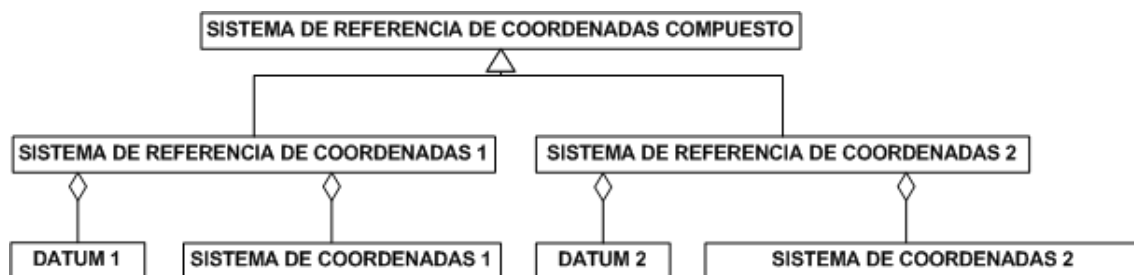 SISTEMA DE REFERENCIA DE COORDENADAS COMPUESTO
SISTEMA DE REFERENCIA DE COORDENADAS 1
SISTEMA DE REFERENCIA DE COORDENADAS 2
DATUM 1
SISTEMA DE COORDENADAS 1
DATUM 2
SISTEMA DE COORDENADAS 2